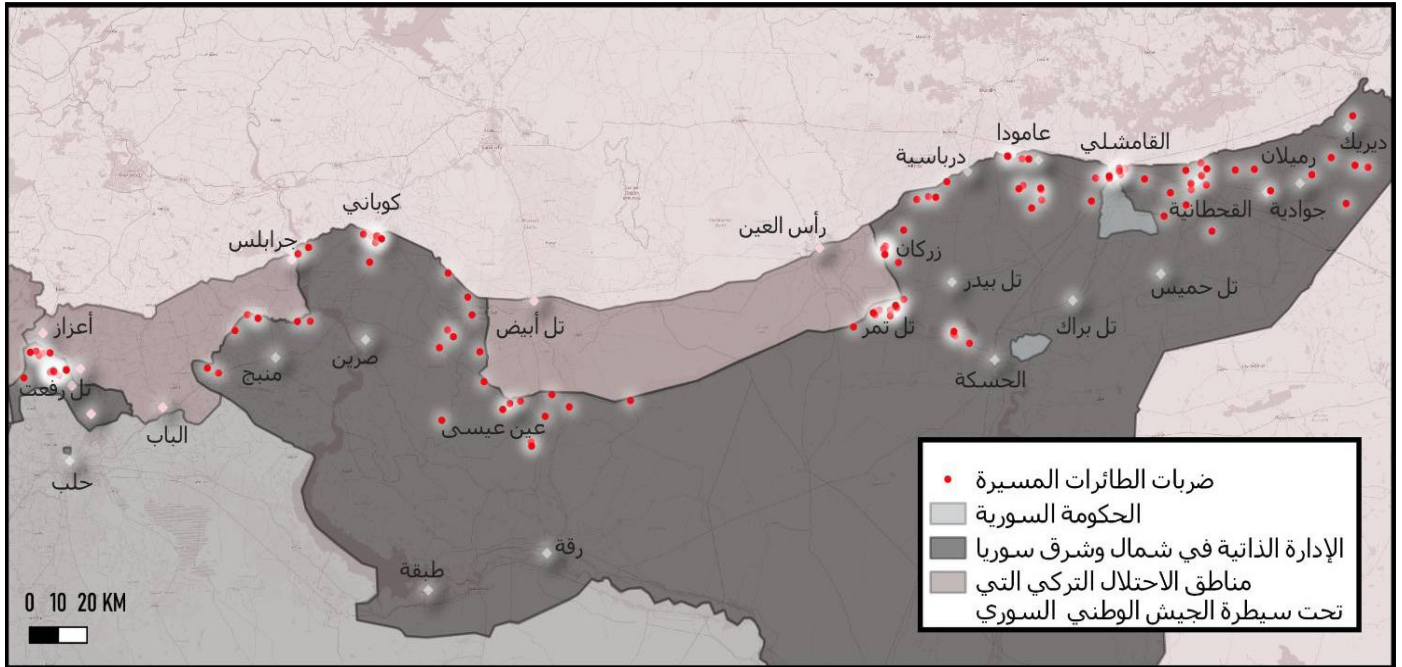 ديريك
رميلان
جوادية
القحطانية
القامشلي
عامودا
درباسية
زركان
رأس العين
تل تمر
تل بيدر
تل براك
تل حميس
الحسكة
تل أبيض
كوباني
جرابلس
صرين
منبج
عين عيسى
أعزاز
تل رفعت
الباب
حلب
طبقة
رقة
ضربات الطائرات المسيرة
الحكومة السورية
الإدارة الذاتية في شمال وشرق سوريا
مناطق الاحتلال التركي التي
تحت سيطرة الجيش الوطني السوري
0 10 20 KM